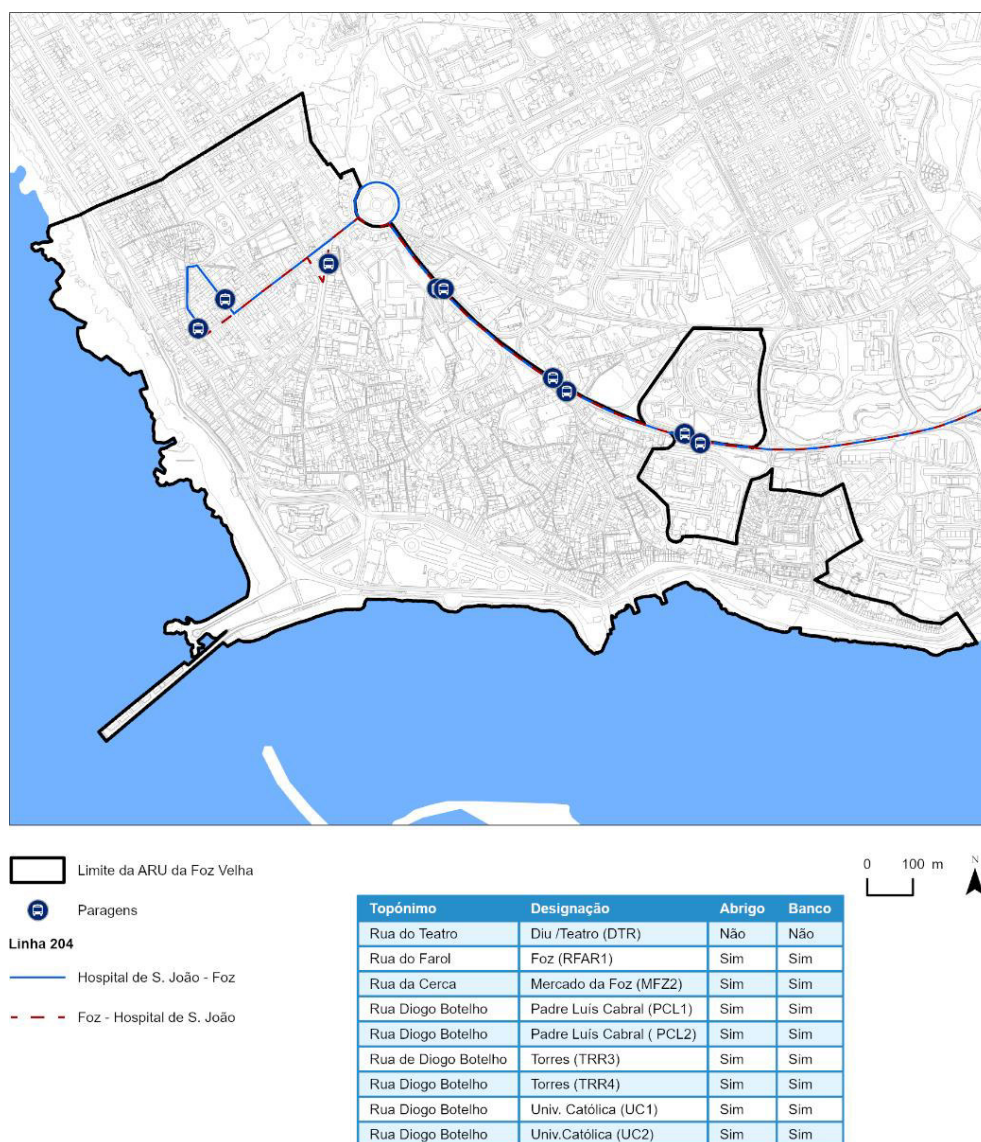 0 100 m N
Limite da ARU da Foz Velha
Paragens
Linha 204
Hospital de S. João - Foz
Foz - Hospital de S. João
Topónimo Designação Abrigo Banco
Rua do Teatro Diu /Teatro (DTR) Não Não
Rua do Farol Foz (RFAR1) Sim Sim
Rua da Cerca Mercado da Foz (MFZ2) Sim Sim
Rua Diogo Botelho Padre Luís Cabral (PCL1) Sim Sim
Rua Diogo Botelho Padre Luís Cabral ( PCL2) Sim Sim
Rua de Diogo Botelho Torres (TRR3) Sim Sim
Rua Diogo Botelho Torres (TRR4) Sim Sim
Rua Diogo Botelho Univ. Católica (UC1) Sim Sim
Rua Diogo Botelho Univ.Católica (UC2) Sim Sim